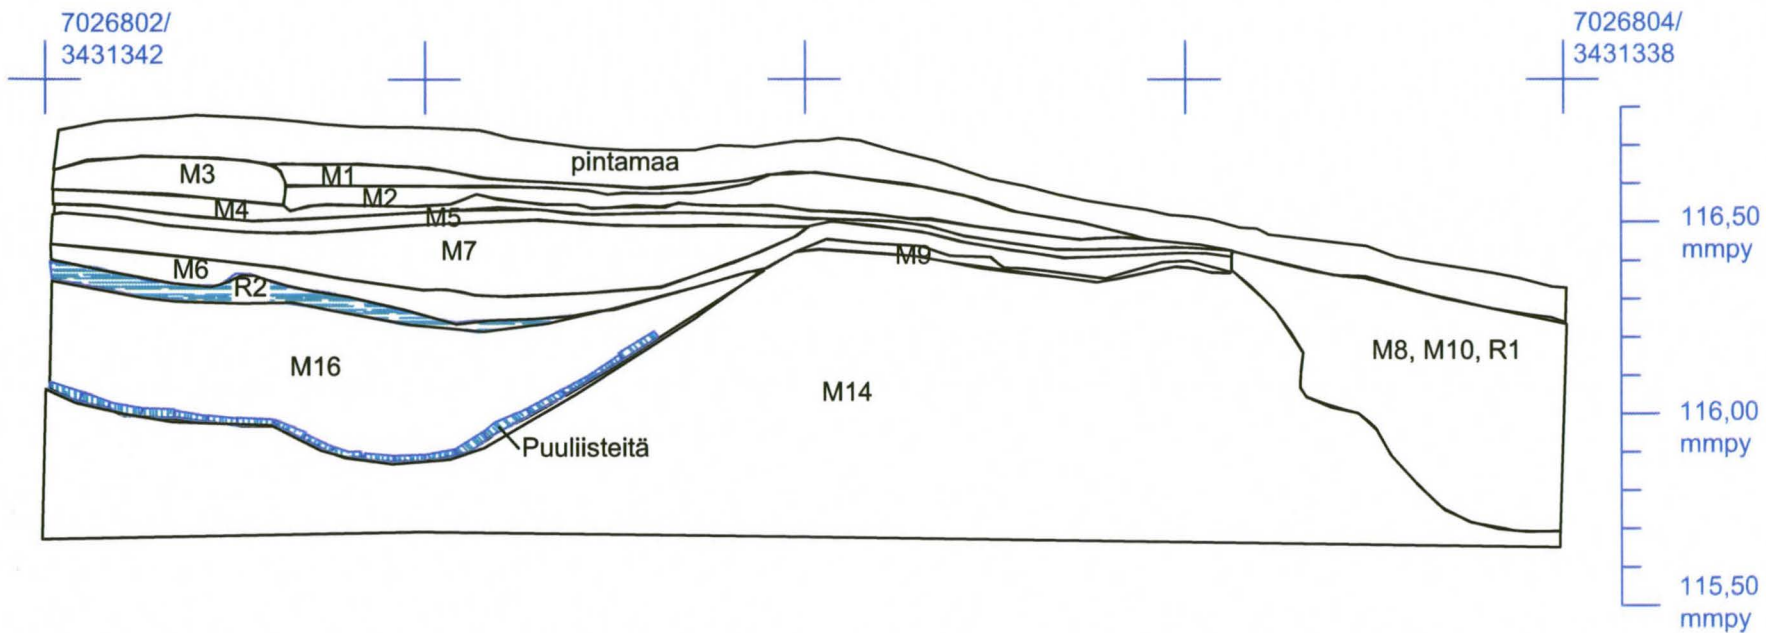 7026802/
3431342
7026804/
3431338
pintamaa
M3
M1
M2
M4
M5
M7
M6
R2
M9
M16
M14
M8, M10, R1
Puuliisteitä
116,50
mmpy
116,00
mmpy
115,50
mmpy